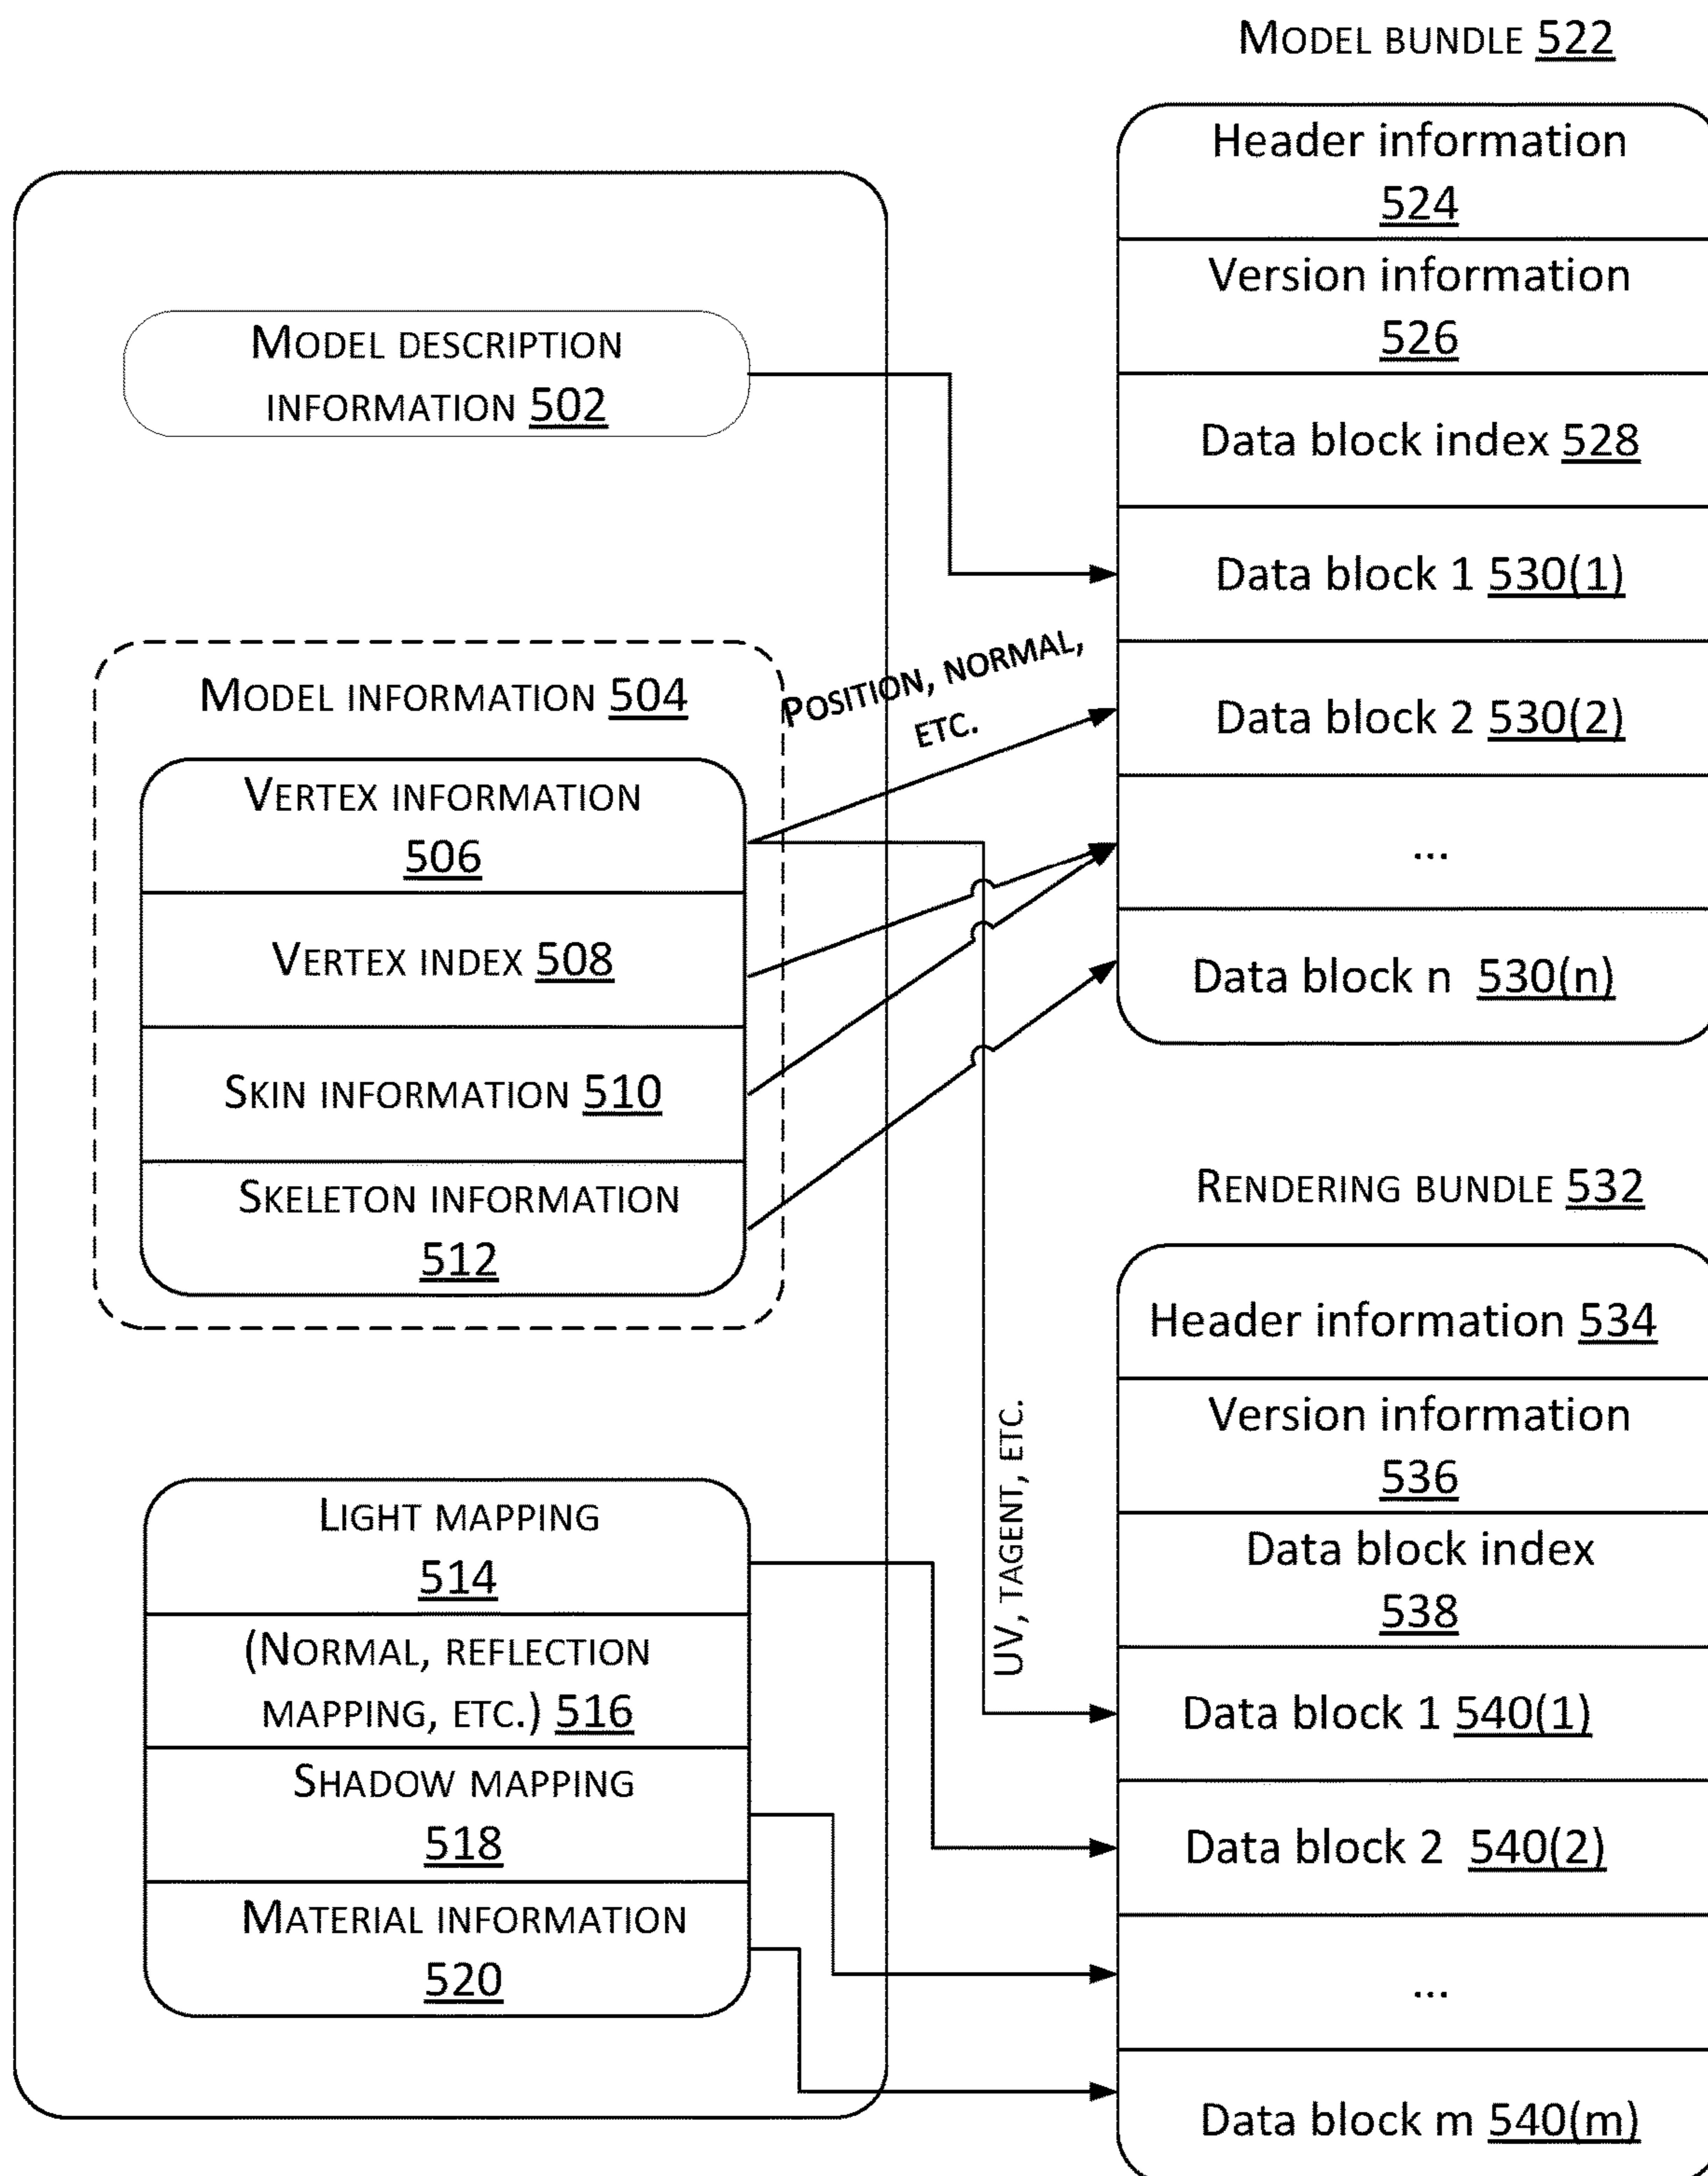 MODEL BUNDLE 522
Header information
524
Version information
526
Data block index 528
Data block 1 530(1)
Data block 2 530(2)
...
Data block n 530(n)
MODEL DESCRIPTION
INFORMATION 502
MODEL INFORMATION 504
VERTEX INFORMATION
506
VERTEX INDEX 508
SKIN INFORMATION 510
SKELETON INFORMATION
512
POSITION, NORMAL,
ETC.
UV, TAGENT, ETC.
LIGHT MAPPING
514
(NORMAL, REFLECTION
MAPPING, ETC.) 516
SHADOW MAPPING
518
MATERIAL INFORMATION
520
RENDERING BUNDLE 532
Header information 534
Version information
536
Data block index
538
Data block 1 540(1)
Data block 2 540(2)
...
Data block m 540(m)